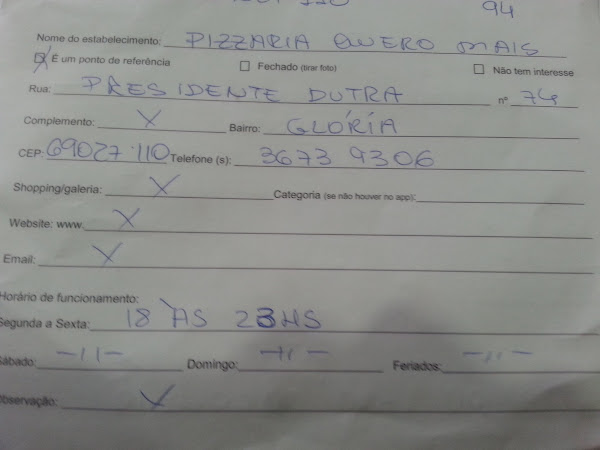 94
Nome do estabelecimento: PIZZARIA QUERO MAIS
X É um ponto de referência Fechado (tirar foto) Não tem interesse
Rua: PRESIDENTE DUTRA nº 74
Complemento: X Bairro: GLÓRIA
CEP: 69027-110 Telefone (s): 3673 9306
Shopping/galeria: X Categoria (se não houver no app):
Website: www. X
Email: X
Horário de funcionamento:
Segunda a Sexta: 18 ÀS 23HS
Sábado: -11- Domingo: -11- Feriados: -11-
Observação: X